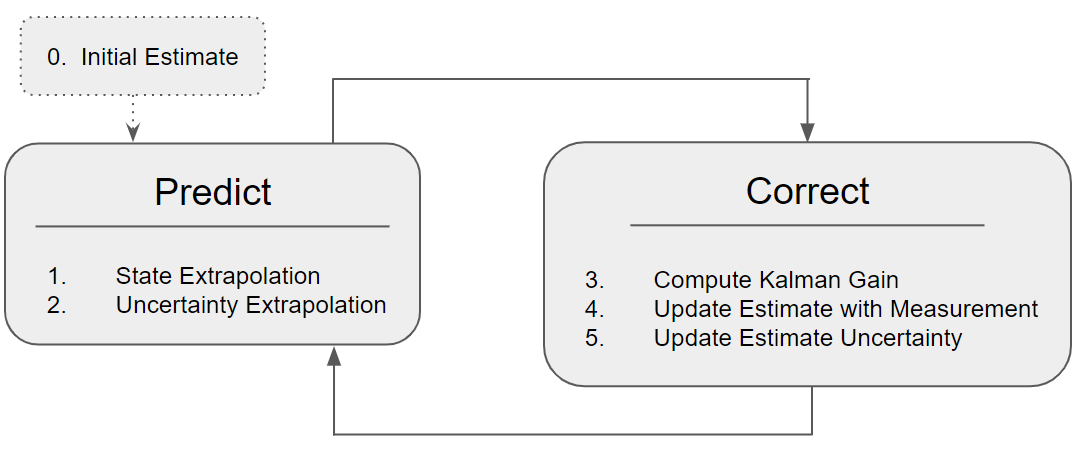 0. Initial Estimate
Predict
1. State Extrapolation
2. Uncertainty Extrapolation
Correct
3. Compute Kalman Gain
4. Update Estimate with Measurement
5. Update Estimate Uncertainty